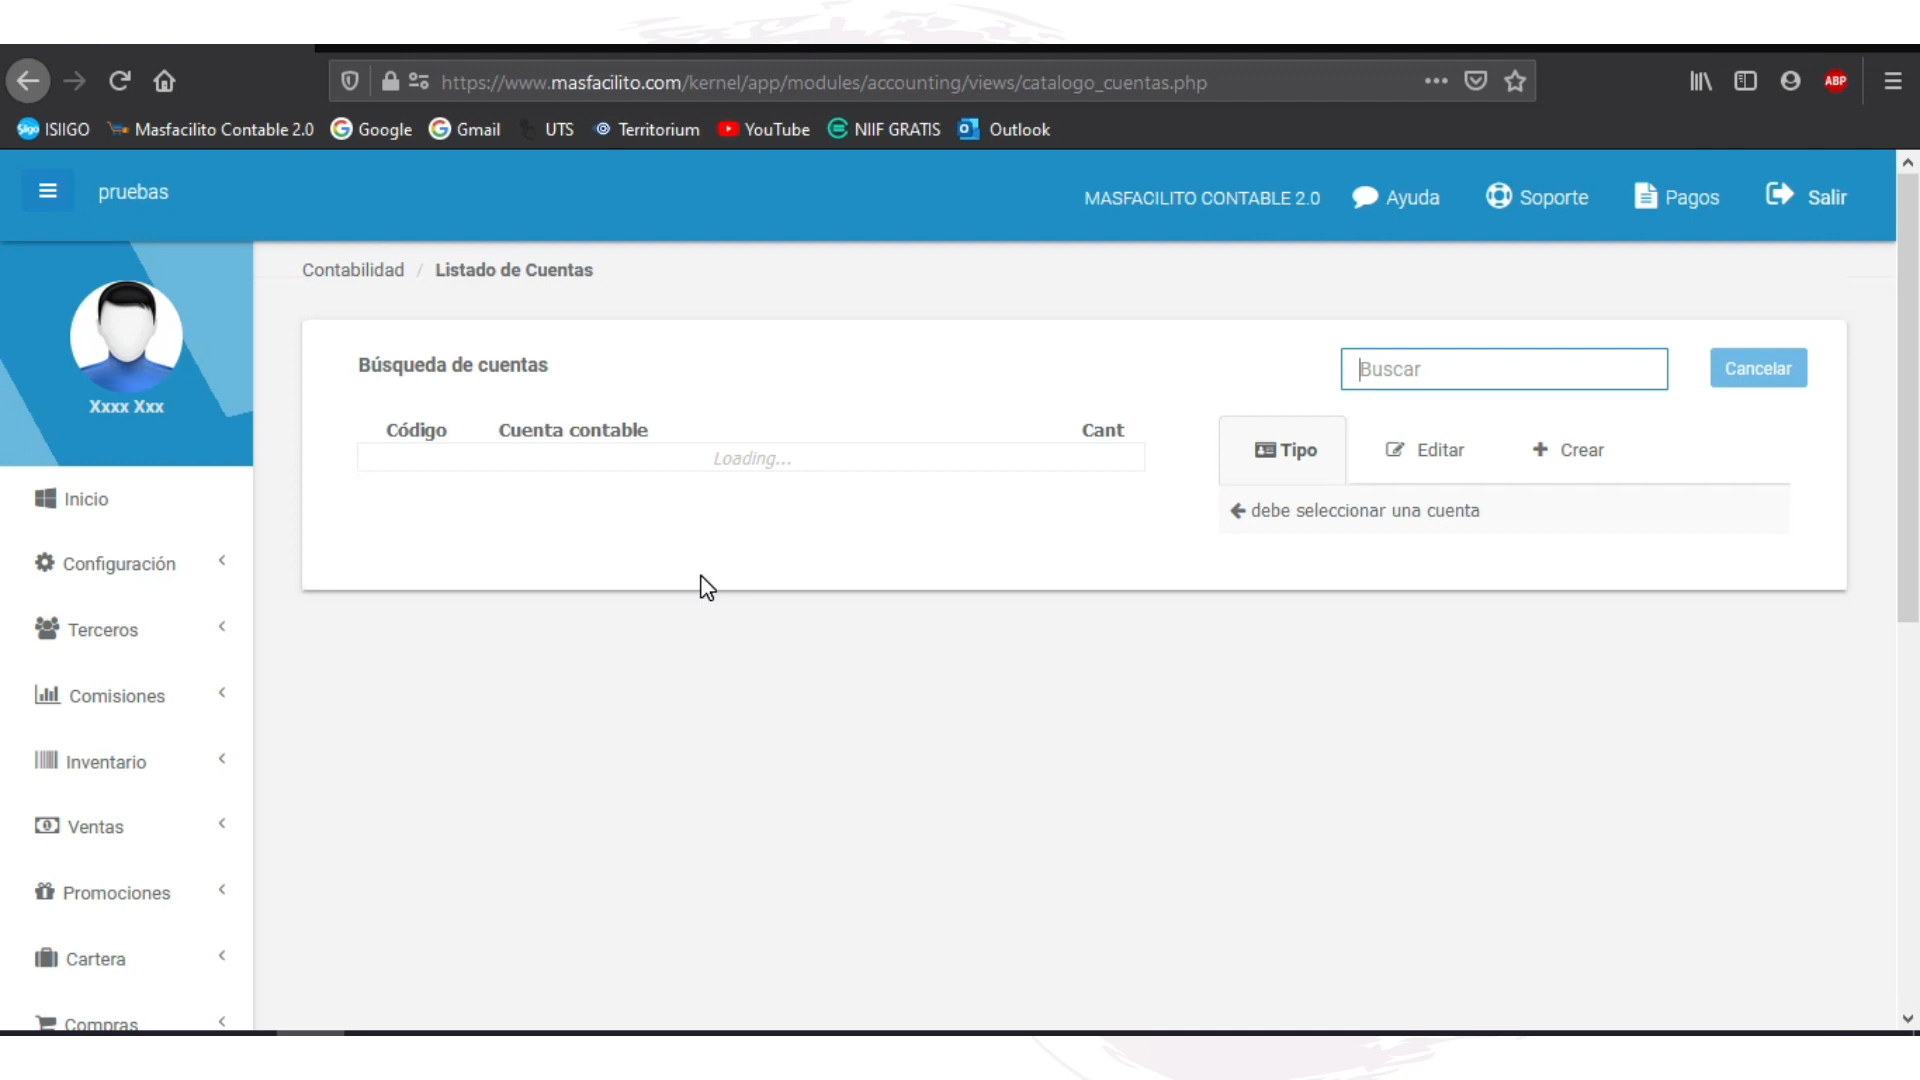 https://www.masfacilito.com/kernel/app/modules/accounting/views/catalogo_cuentas.php
ABP
ISIIGO Masfacilito Contable 2.0 Google Gmail UTS Territorium YouTube NIIF GRATIS Outlook
pruebas
MASFACILITO CONTABLE 2.0 Ayuda Soporte Pagos Salir
Contabilidad / Listado de Cuentas
Xxxx Xxx
Búsqueda de cuentas
Buscar
Cancelar
Código Cuenta contable Cant
Loading...
Tipo Editar Crear
debe seleccionar una cuenta
Inicio
Configuración
Terceros
Comisiones
Inventario
Ventas
Promociones
Cartera
Compras